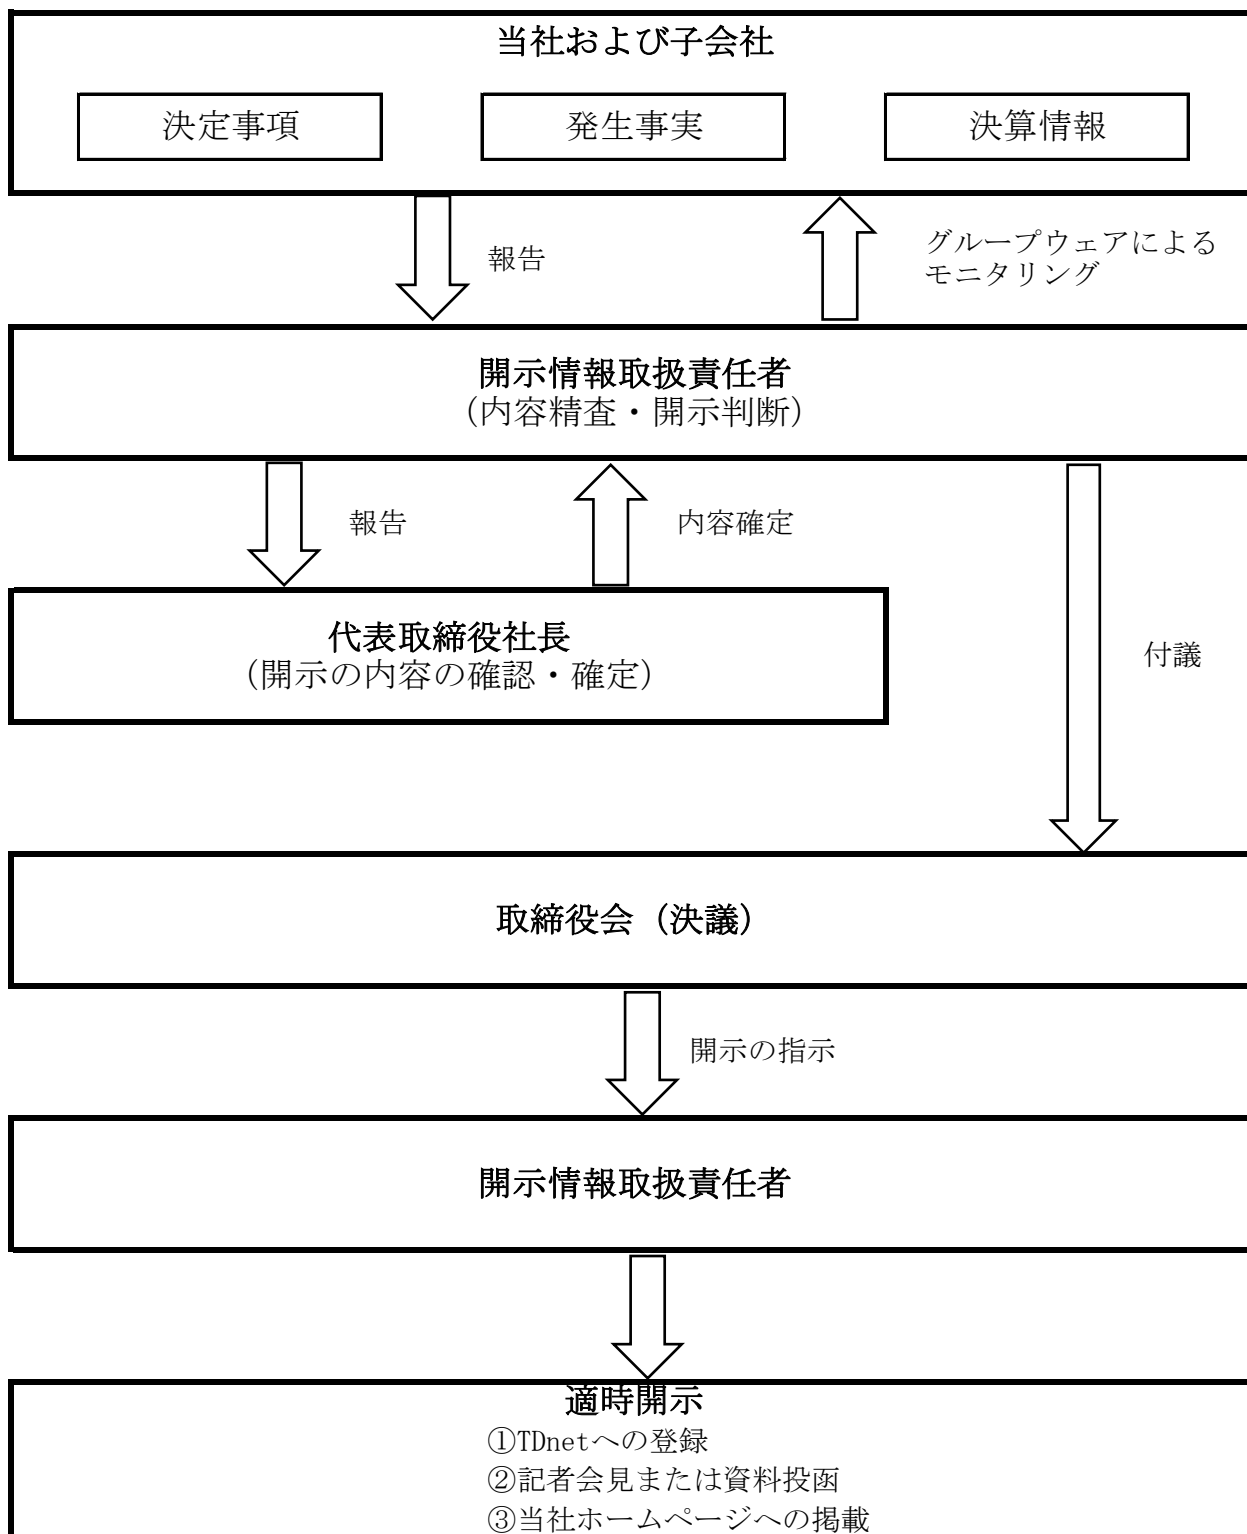 当社および子会社
決定事項
発生事実
決算情報
報告
グループウェアによる
モニタリング
開示情報取扱責任者
（内容精査・開示判断）
報告
内容確定
代表取締役社長
（開示の内容の確認・確定）
付議
取締役会（決議）
開示の指示
開示情報取扱責任者
適時開示
①TDnetへの登録
②記者会見または資料投函
③当社ホームページへの掲載